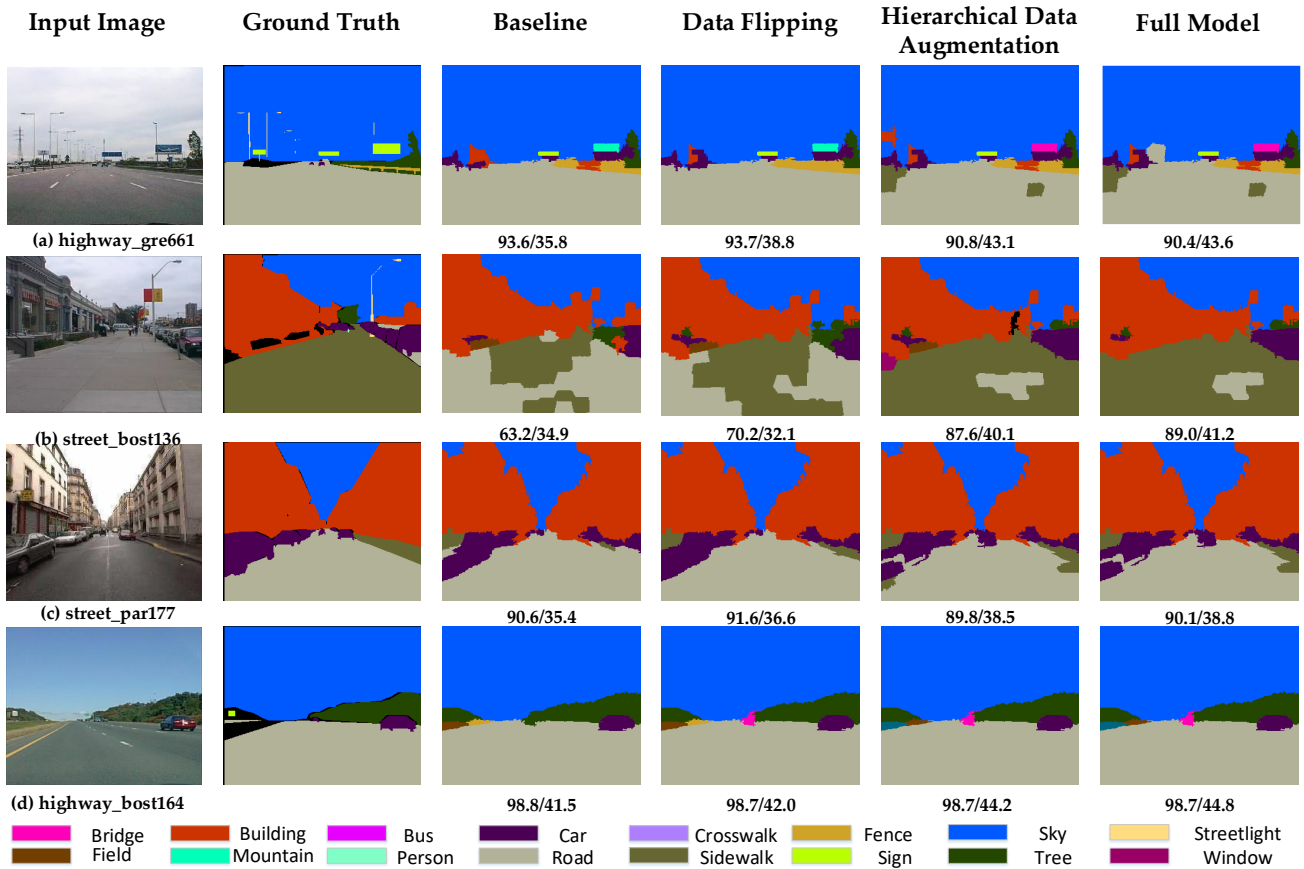 Input Image Ground Truth Baseline Data Flipping Hierarchical Data Augmentation Full Model
(a) highway_gre661 93.6/35.8 93.7/38.8 90.8/43.1 90.4/43.6
(b) street_bost136 63.2/34.9 70.2/32.1 87.6/40.1 89.0/41.2
(c) street_par177 90.6/35.4 91.6/36.6 89.8/38.5 90.1/38.8
(d) highway_bost164 98.8/41.5 98.7/42.0 98.7/44.2 98.7/44.8
Bridge Building Bus Car Crosswalk Fence Sky Streetlight
Field Mountain Person Road Sidewalk Sign Tree Window